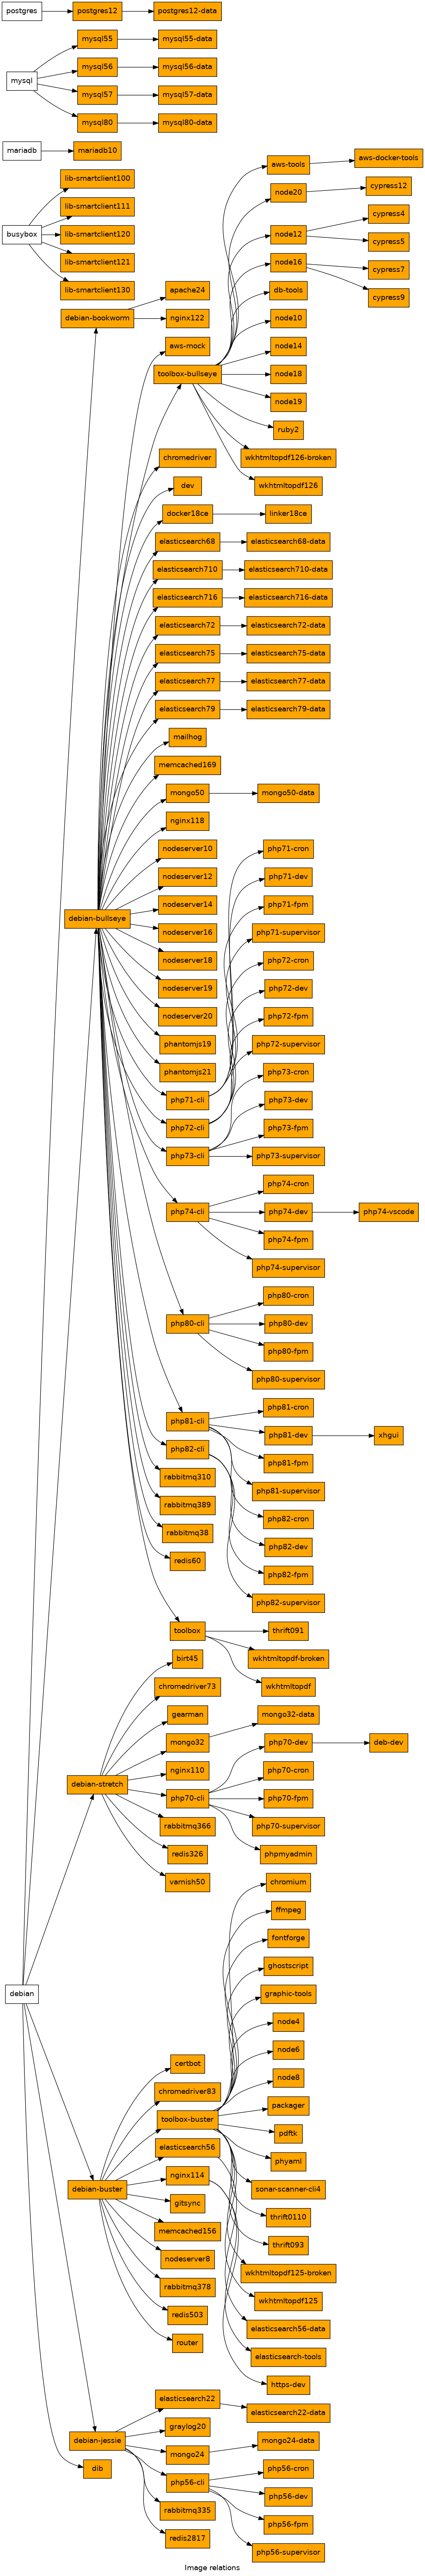 postgres
postgres12
postgres12-data
mysql55
mysql55-data
mysql56
mysql56-data
mysql
mysql57
mysql57-data
mysql80
mysql80-data
mariadb
mariadb10
aws-tools
aws-docker-tools
lib-smartclient100
node20
cypress12
lib-smartclient111
cypress4
busybox
lib-smartclient120
node12
cypress5
lib-smartclient121
node16
cypress7
lib-smartclient130
apache24
db-tools
cypress9
debian-bookworm
nginx122
node10
aws-mock
node14
toolbox-bullseye
node18
node19
ruby2
chromedriver
wkhtmltopdf126-broken
dev
wkhtmltopdf126
docker18ce
linker18ce
elasticsearch68
elasticsearch68-data
elasticsearch710
elasticsearch710-data
elasticsearch716
elasticsearch716-data
elasticsearch72
elasticsearch72-data
elasticsearch75
elasticsearch75-data
elasticsearch77
elasticsearch77-data
elasticsearch79
elasticsearch79-data
mailhog
memcached169
mongo50
mongo50-data
nginx118
nodeserver10
php71-cron
nodeserver12
php71-dev
nodeserver14
php71-fpm
debian-bullseye
nodeserver16
php71-supervisor
nodeserver18
php72-cron
nodeserver19
php72-dev
nodeserver20
php72-fpm
phantomjs19
php72-supervisor
phantomjs21
php73-cron
php71-cli
php73-dev
php72-cli
php73-fpm
php73-cli
php73-supervisor
php74-cron
php74-cli
php74-dev
php74-vscode
php74-fpm
php74-supervisor
php80-cron
php80-cli
php80-dev
php80-fpm
php80-supervisor
php81-cron
php81-cli
php81-dev
xhgui
php82-cli
php81-fpm
rabbitmq310
php81-supervisor
rabbitmq389
php82-cron
rabbitmq38
php82-dev
redis60
php82-fpm
php82-supervisor
toolbox
thrift091
birt45
wkhtmltopdf-broken
chromedriver73
wkhtmltopdf
gearman
mongo32-data
mongo32
php70-dev
deb-dev
debian-stretch
nginx110
php70-cron
php70-cli
php70-fpm
rabbitmq366
php70-supervisor
redis326
phpmyadmin
varnish50
chromium
ffmpeg
fontforge
ghostscript
debian
graphic-tools
node4
node6
certbot
node8
chromedriver83
packager
toolbox-buster
pdftk
elasticsearch56
phyaml
debian-buster
nginx114
sonar-scanner-cli4
gitsync
thrift0110
memcached156
thrift093
nodeserver8
wkhtmltopdf125-broken
rabbitmq378
wkhtmltopdf125
redis503
elasticsearch56-data
router
elasticsearch-tools
https-dev
elasticsearch22
elasticsearch22-data
graylog20
debian-jessie
mongo24
mongo24-data
dib
php56-cli
php56-cron
php56-dev
rabbitmq335
php56-fpm
redis2817
php56-supervisor
Image relations